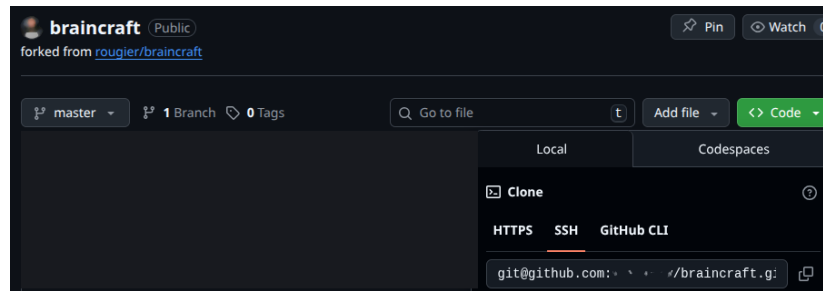 braincraft Public
Pin
Watch
forked from rougier/braincraft
master
1 Branch
0 Tags
Go to file
t
Add file
Code
Local
Codespaces
Clone
HTTPS
SSH
GitHub CLI
git@github.com: /braincraft.gi